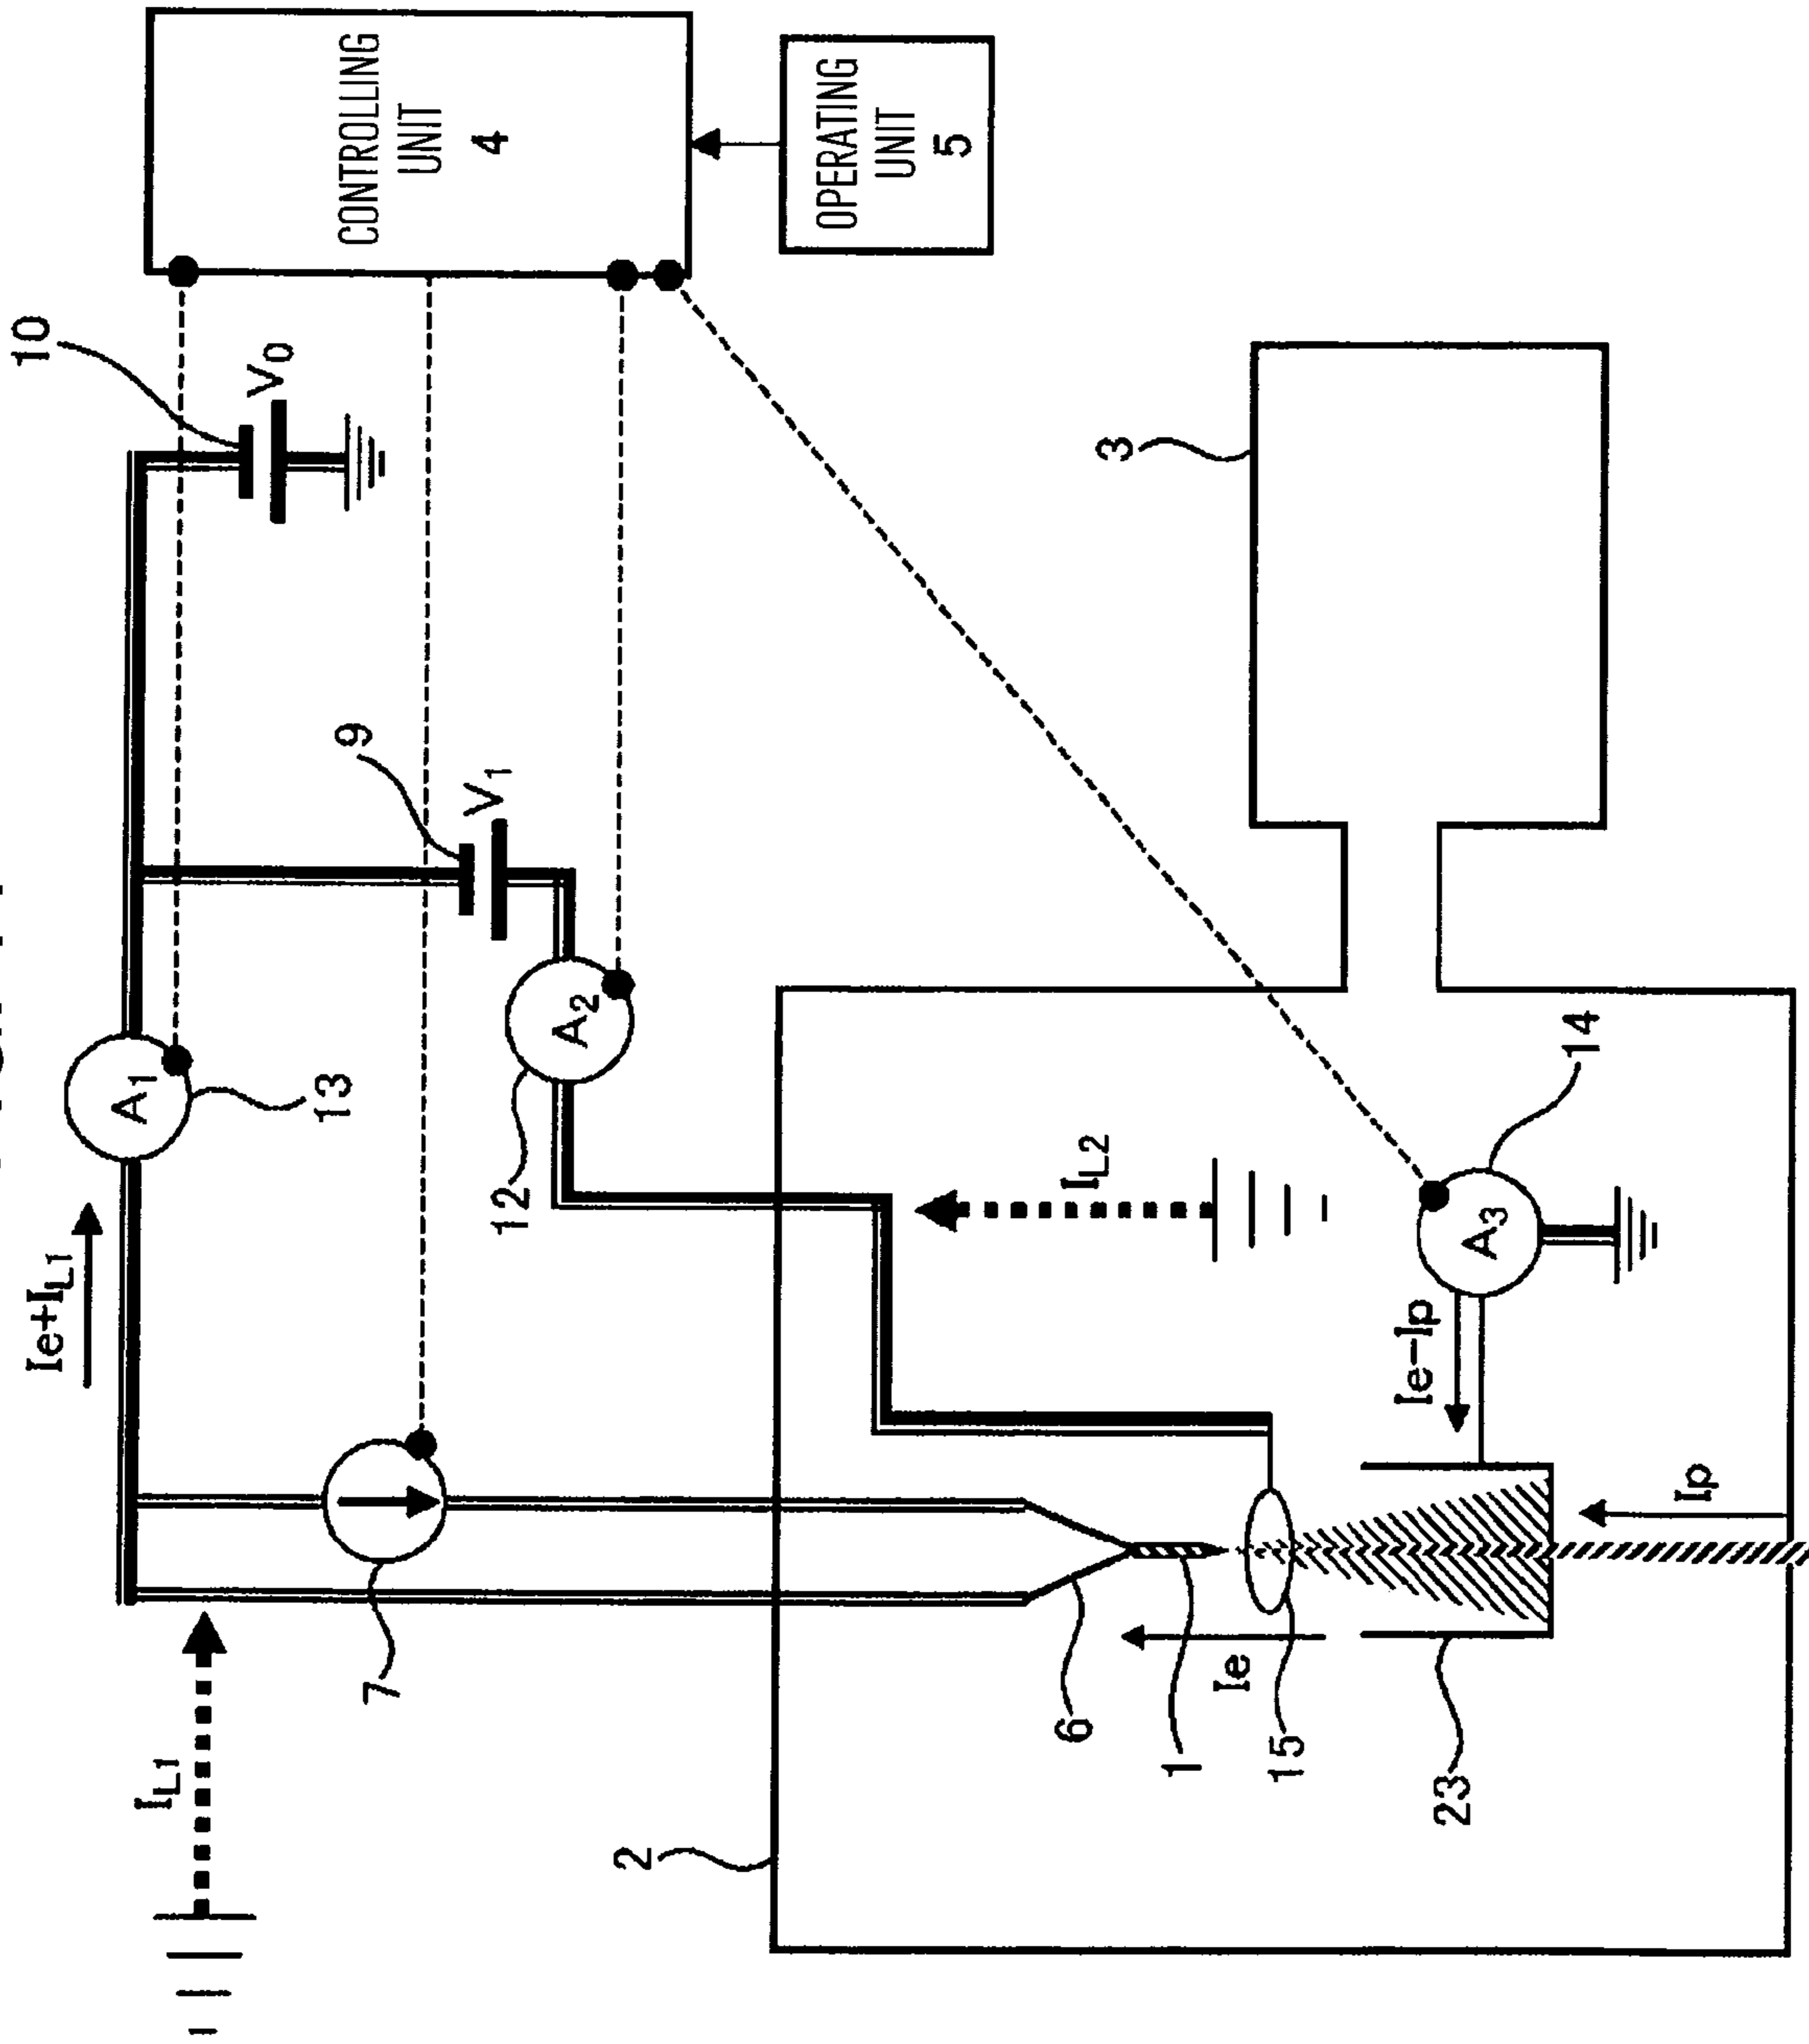 CONTROLLING
UNIT
4
OPERATING
UNIT
5
10
V0
9
V1
3
A1
13
A2
12
Ie+IL1
IL2
14
A3
Ie-Ip
Ip
7
IL1
6
1
Ie
15
23
2